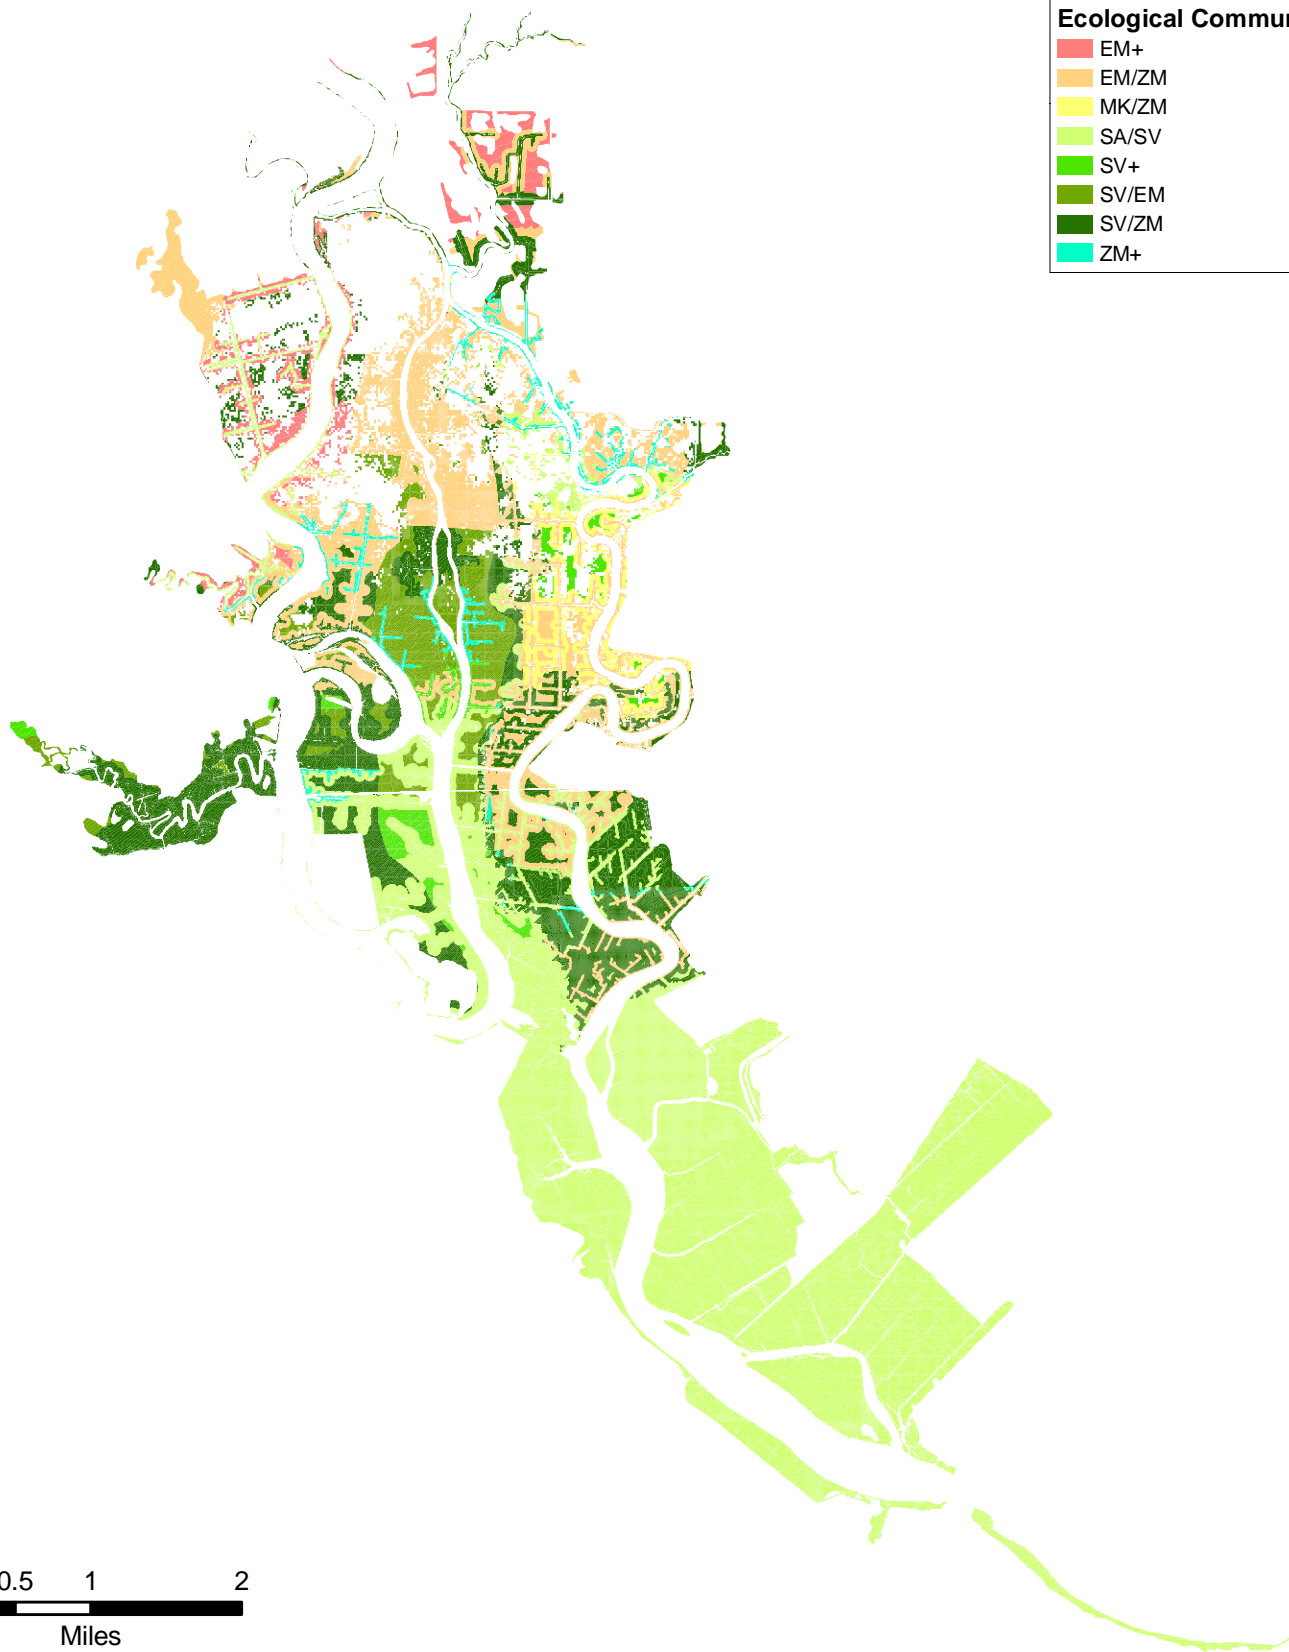 Ecological Commu
EM+
EM/ZM
MK/ZM
SA/SV
SV+
SV/EM
SV/ZM
ZM+
0.5 1 2
Miles